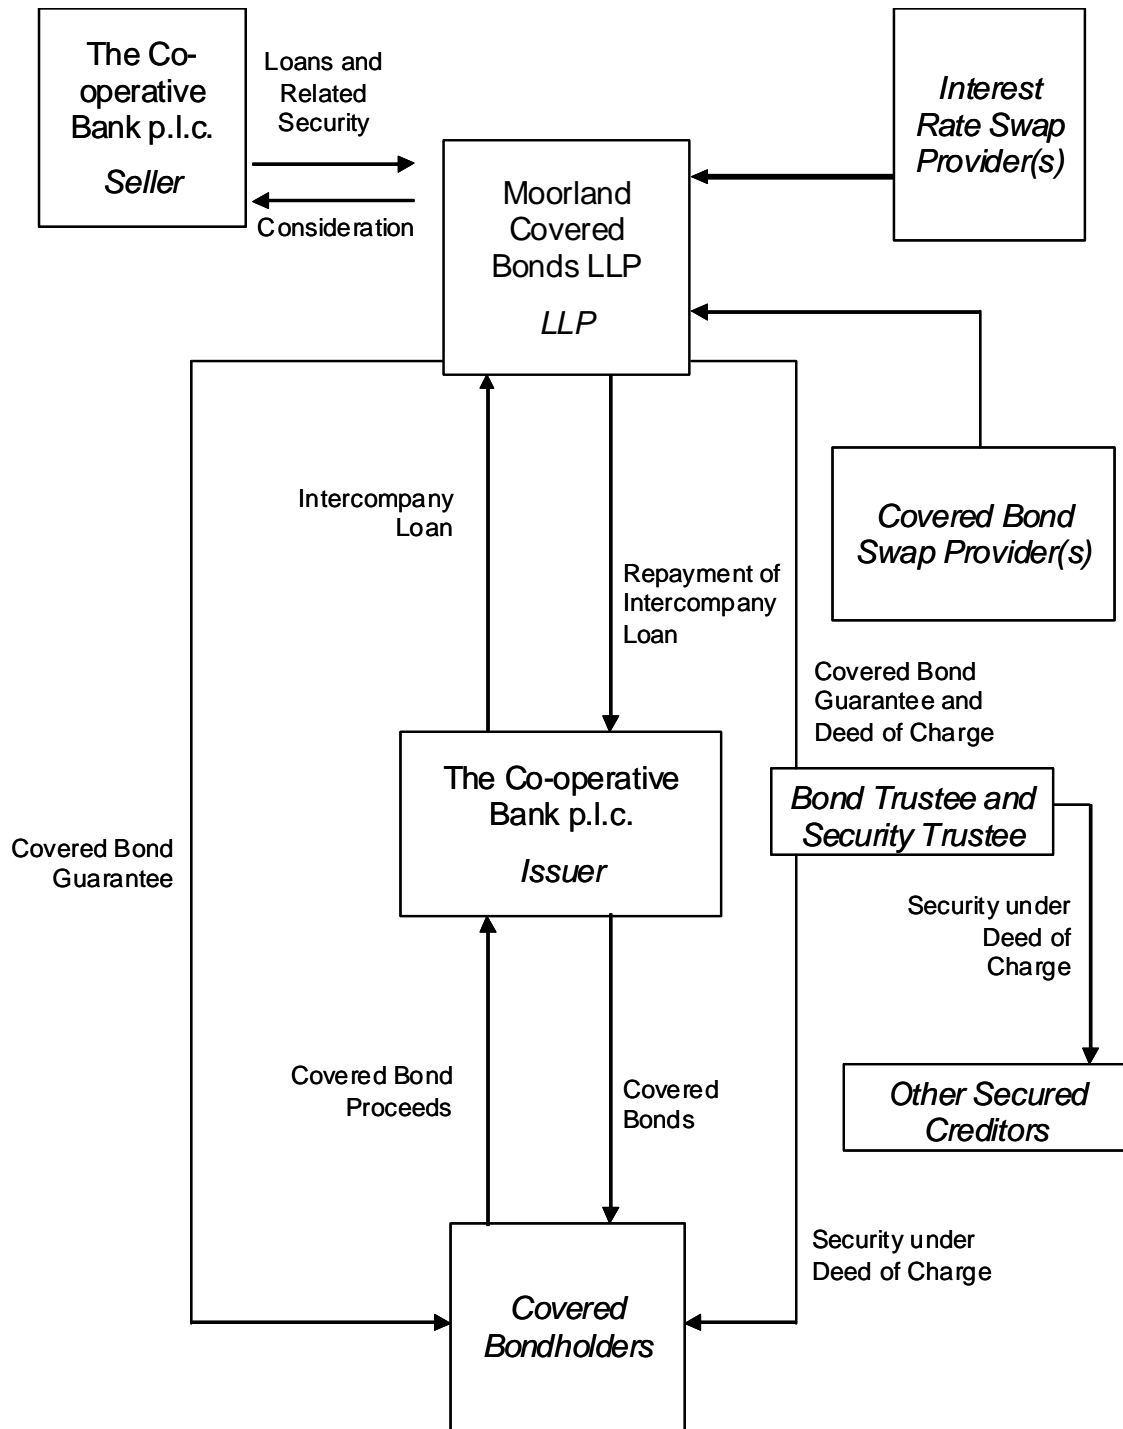 The Co-
operative
Bank p.l.c.
Seller
Loans and
Related
Security
Consideration
Moorland
Covered
Bonds LLP
LLP
Interest
Rate Swap
Provider(s)
Covered Bond
Swap Provider(s)
Intercompany
Loan
Repayment of
Intercompany
Loan
Covered Bond
Guarantee and
Deed of Charge
The Co-operative
Bank p.l.c.
Issuer
Bond Trustee and
Security Trustee
Covered Bond
Guarantee
Security under
Deed of
Charge
Covered Bond
Proceeds
Covered
Bonds
Other Secured
Creditors
Security under
Deed of Charge
Covered
Bondholders